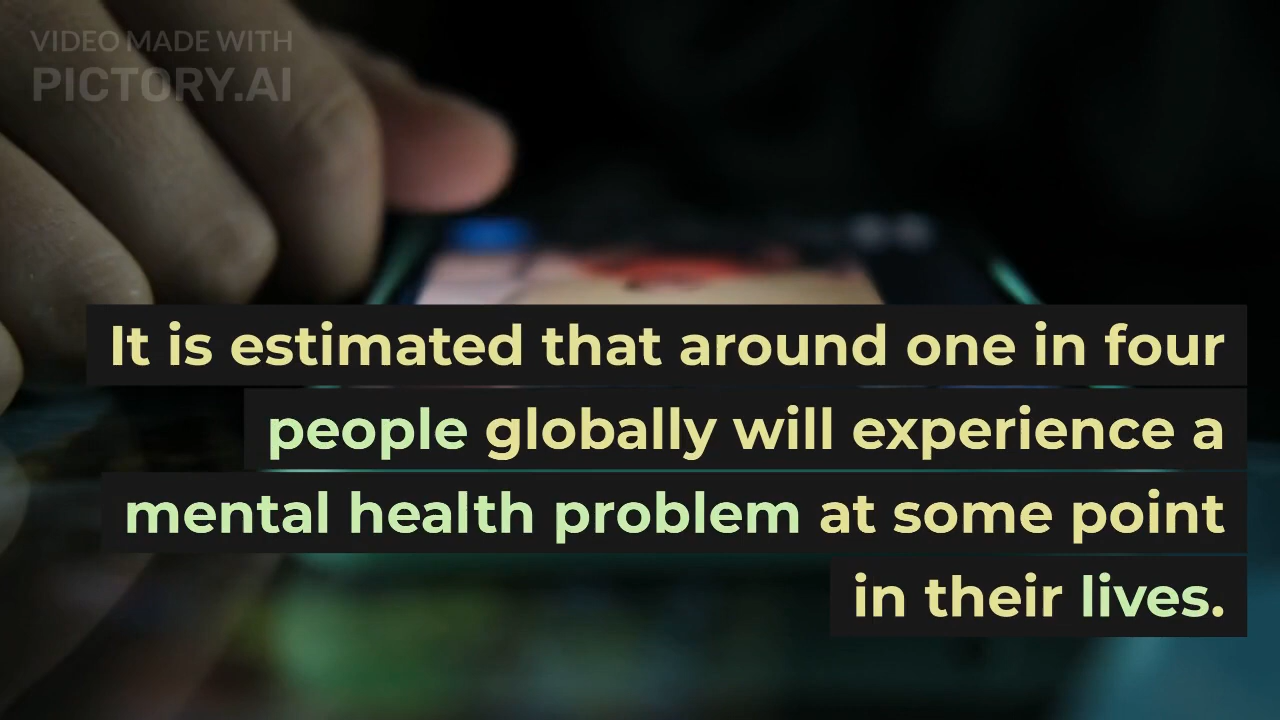 VIDEO MADE WITH
PICTORY.AI
It is estimated that around one in four
people globally will experience a
mental health problem at some point
in their lives.